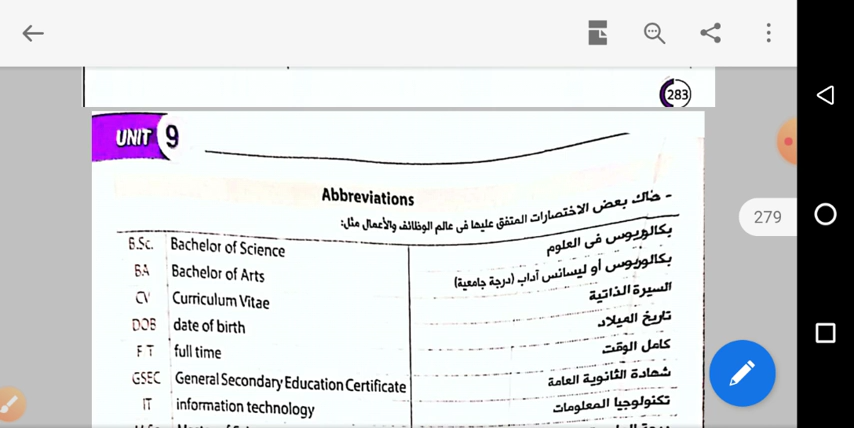 283
UNIT 9
279
Abbreviations
- هناك بعض الاختصارات المتفق عليها فى عالم الوظائف والأعمال مثل:
B.Sc. Bachelor of Science بكالوريوس فى العلوم
BA Bachelor of Arts بكالوريوس أو ليسانس آداب (درجة جامعية)
CV Curriculum Vitae السيرة الذاتية
DOB date of birth تاريخ الميلاد
FT full time كامل الوقت
GSEC General Secondary Education Certificate شهادة الثانوية العامة
IT information technology تكنولوجيا المعلومات